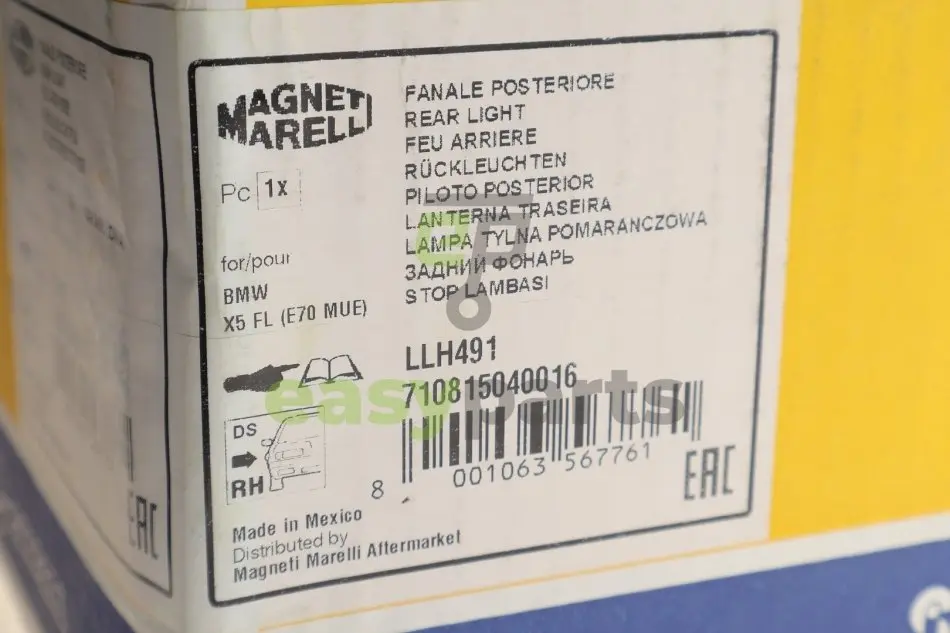 MAGNETI
MARELLI
Pc 1x
for/pour
BMW
X5 FL (E70 MUE)
FANALE POSTERIORE
REAR LIGHT
FEU ARRIERE
RÜCKLEUCHTEN
PILOTO POSTERIOR
LANTERNA TRASEIRA
LAMPA TYLNA POMARANCZOWA
ЗАДНИЙ ФОНАРЬ
STOP LAMBASI
LLH491
710815040016
easyparts
DS
RH
8 001063 567761
EAC
Made in Mexico
Distributed by
Magneti Marelli Aftermarket
EAC